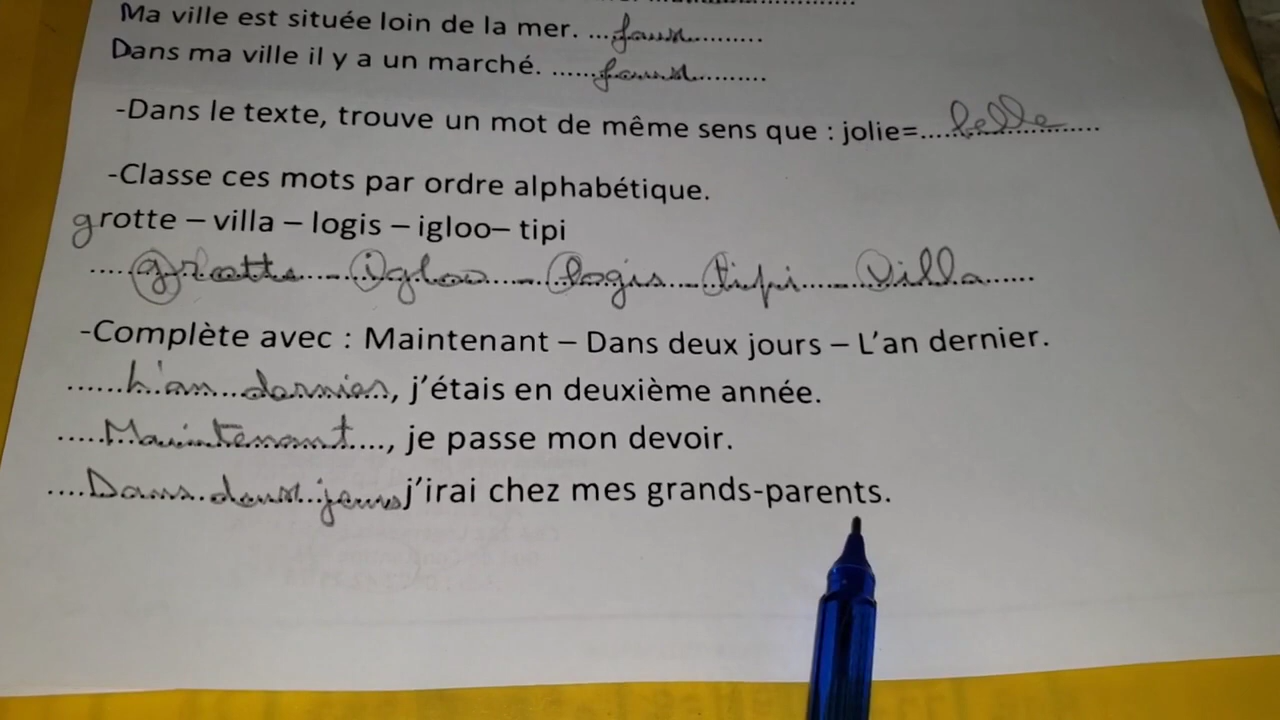 Ma ville est située loin de la mer. ...faux..........
Dans ma ville il y a un marché. ......faux..........
-Dans le texte, trouve un mot de même sens que : jolie=.....belle..........
-Classe ces mots par ordre alphabétique.
grotte – villa – logis – igloo– tipi
.....grotte...-...igloo...-...logis...-...tipi...-...villa......
-Complète avec : Maintenant – Dans deux jours – L'an dernier.
......L'an...dernier, j'étais en deuxième année.
.....Maintenant...., je passe mon devoir.
....Dans..deux..jours j'irai chez mes grands-parents.